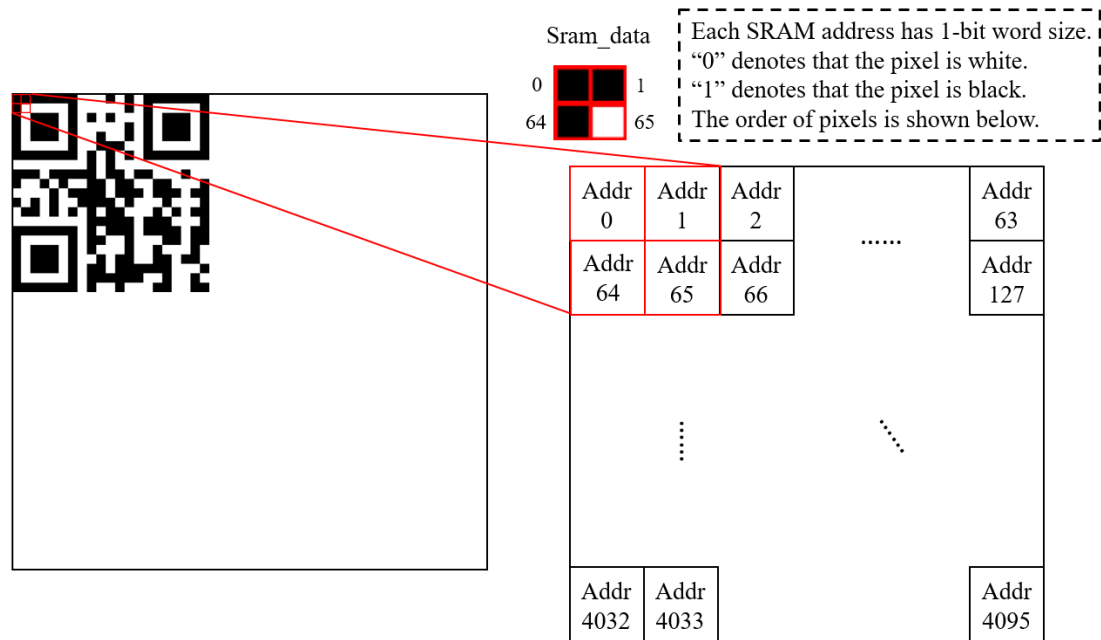 Sram_data
0
1
64
65
Each SRAM address has 1-bit word size.
“0” denotes that the pixel is white.
“1” denotes that the pixel is black.
The order of pixels is shown below.
Addr
0
Addr
1
Addr
2
......
Addr
63
Addr
64
Addr
65
Addr
66
Addr
127
Addr
4032
Addr
4033
Addr
4095